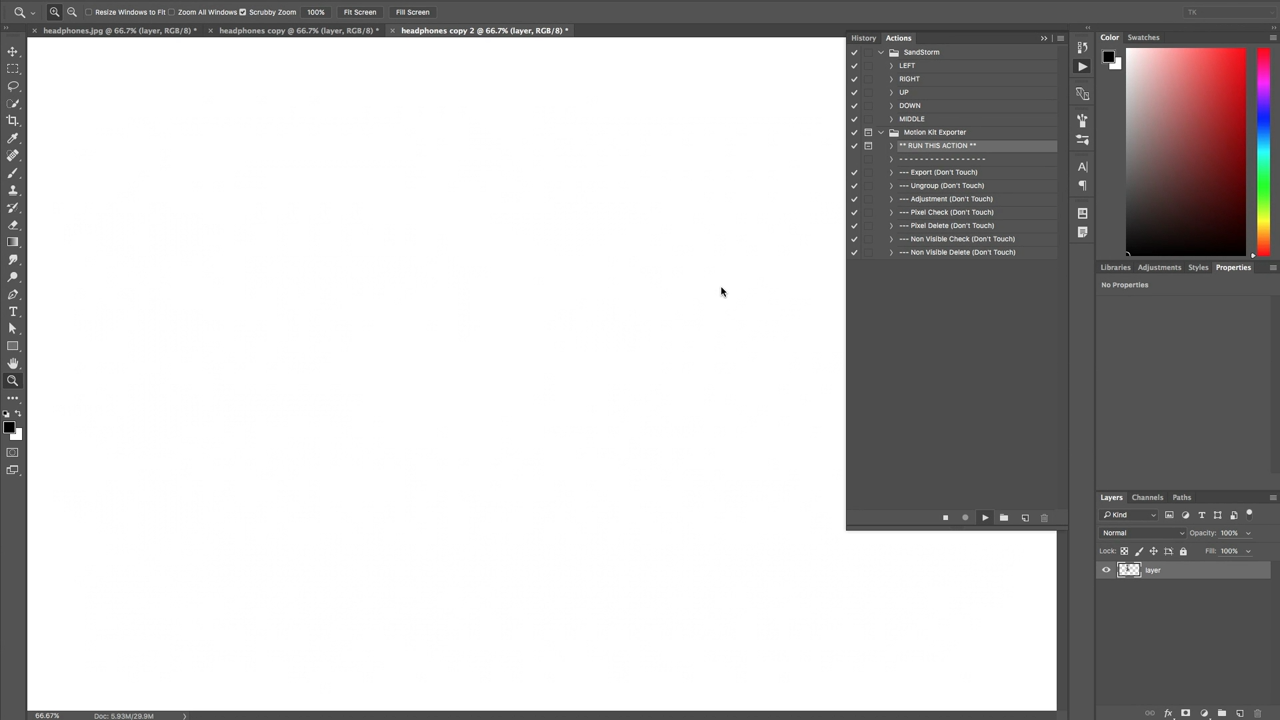 Resize Windows to Fit Zoom All Windows Scrubby Zoom 100% Fit Screen Fill Screen TK
headphones.jpg @ 66.7% (layer, RGB/8) * headphones copy @ 66.7% (layer, RGB/8) * headphones copy 2 @ 66.7% (layer, RGB/8) *
History Actions
SandStorm
LEFT
RIGHT
UP
DOWN
MIDDLE
Motion Kit Exporter
** RUN THIS ACTION **
- - - - - - - - - - - - - - - - -
--- Export (Don't Touch)
--- Ungroup (Don't Touch)
--- Adjustment (Don't Touch)
--- Pixel Check (Don't Touch)
--- Pixel Delete (Don't Touch)
--- Non Visible Check (Don't Touch)
--- Non Visible Delete (Don't Touch)
Color Swatches
Libraries Adjustments Styles Properties
No Properties
Layers Channels Paths
Kind
Normal Opacity: 100%
Lock: Fill: 100%
layer
66.67% Doc: 5.93M/29.9M